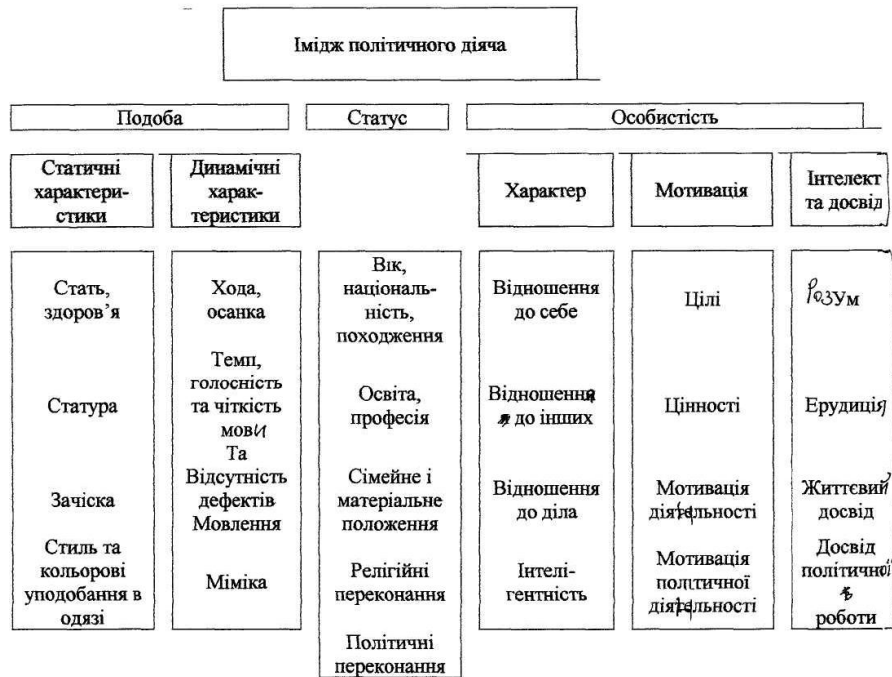 Імідж політичного діяча
Подоба
Статус
Особистість
Статичні
характери-
стики
Динамічні
харак-
теристики
Характер
Мотивація
Інтелект
та досвід
Стать,
здоров’я
Статура
Зачіска
Стиль та
кольорові
уподобання в
одязі
Хода,
осанка
Темп,
голосність
та чіткість
мови
Та
Відсутність
дефектів
Мовлення
Міміка
Вік,
національ-
ність,
походження
Освіта,
професія
Сімейне і
матеріальне
положення
Релігійні
переконання
Політичні
переконання
Відношення
до себе
Відношення
до інших
Відношення
до діла
Інтелі-
гентність
Цілі
Цінності
Мотивація
діяльності
Мотивація
політичної
діяльності
Розум
Ерудиція
Життєвий
досвід
Досвід
політичної
роботи